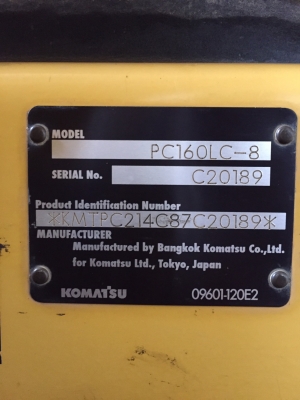 MODEL
PC160LC-8
SERIAL No. C20189
Product Identification Number
*KMTPC214C87C20189*
MANUFACTURER
Manufactured by Bangkok Komatsu Co.,Ltd.
for Komatsu Ltd., Tokyo, Japan
KOMATSU 09601-120E2